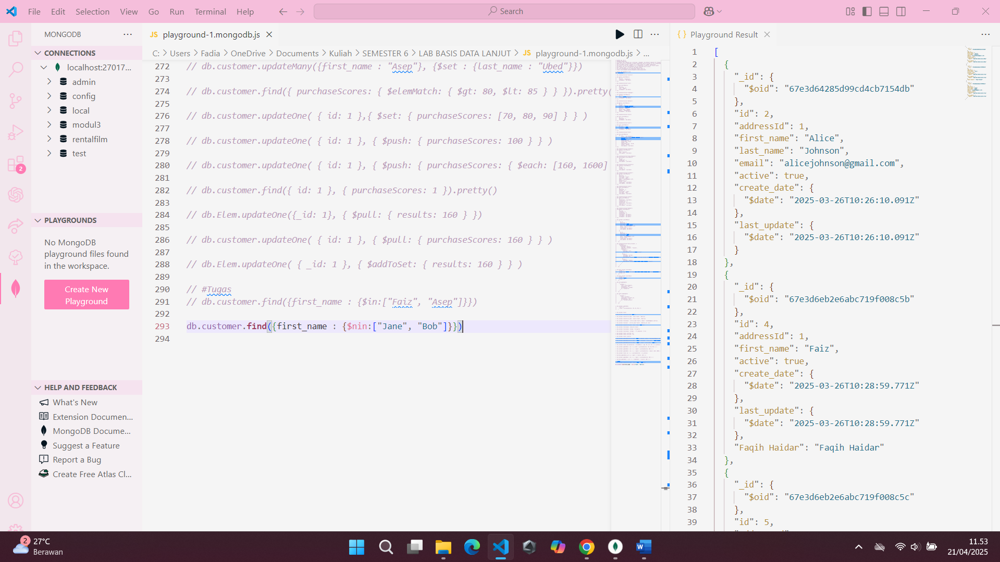 File Edit Selection View Go Run Terminal Help
Search
MONGODB
CONNECTIONS
localhost:27017...
admin
config
local
modul3
rentalfilm
test
2
PLAYGROUNDS
No MongoDB
playground files found
in the workspace.
Create New
Playground
HELP AND FEEDBACK
What's New
Extension Documen...
MongoDB Docume...
Suggest a Feature
Report a Bug
Create Free Atlas Cl...
JS playground-1.mongodb.js
C: > Users > Fadia > OneDrive > Documents > Kuliah > SEMESTER 6 > LAB BASIS DATA LANJUT > JS playground-1.mongodb.js > ...
272 // db.customer.updateMany({first_name : "Asep"}, {$set : {last_name : "Ubed"}})
273
274 // db.customer.find({ purchaseScores: { $elemMatch: { $gt: 80, $lt: 85 } } }).pretty(
275
276 // db.customer.updateOne( { id: 1 },{ $set: { purchaseScores: [70, 80, 90] } } )
277
278 // db.customer.updateOne( { id: 1 }, { $push: { purchaseScores: 100 } } )
279
280 // db.customer.updateOne( { id: 1 }, { $push: { purchaseScores: { $each: [160, 1600]
281
282 // db.customer.find({ id: 1 }, { purchaseScores: 1 }).pretty()
283
284 // db.Elem.updateOne({_id: 1}, { $pull: { results: 160 } })
285
286 // db.customer.updateOne( { id: 1 }, { $pull: { purchaseScores: 160 } } )
287
288 // db.Elem.updateOne( { _id: 1 }, { $addToSet: { results: 160 } } )
289
290 // #Tugas
291 // db.customer.find({first_name : {$in:["Faiz", "Asep"]}})
292
293 db.customer.find({first_name : {$nin:["Jane", "Bob"]}})
294
{ } Playground Result
1 [
2 {
3 "_id": {
4 "$oid": "67e3d64285d99cd4cb7154db"
5 },
6 "id": 2,
7 "addressId": 1,
8 "first_name": "Alice",
9 "last_name": "Johnson",
10 "email": "alicejohnson@gmail.com",
11 "active": true,
12 "create_date": {
13 "$date": "2025-03-26T10:26:10.091Z"
14 },
15 "last_update": {
16 "$date": "2025-03-26T10:26:10.091Z"
17 }
18 },
19 {
20 "_id": {
21 "$oid": "67e3d6eb2e6abc719f008c5b"
22 },
23 "id": 4,
24 "addressId": 1,
25 "first_name": "Faiz",
26 "active": true,
27 "create_date": {
28 "$date": "2025-03-26T10:28:59.771Z"
29 },
30 "last_update": {
31 "$date": "2025-03-26T10:28:59.771Z"
32 },
33 "Faqih Haidar": "Faqih Haidar"
34 },
35 {
36 "_id": {
37 "$oid": "67e3d6eb2e6abc719f008c5c"
38 },
39 "id": 5,
2
27°C
Berawan
W
11.53
21/04/2025